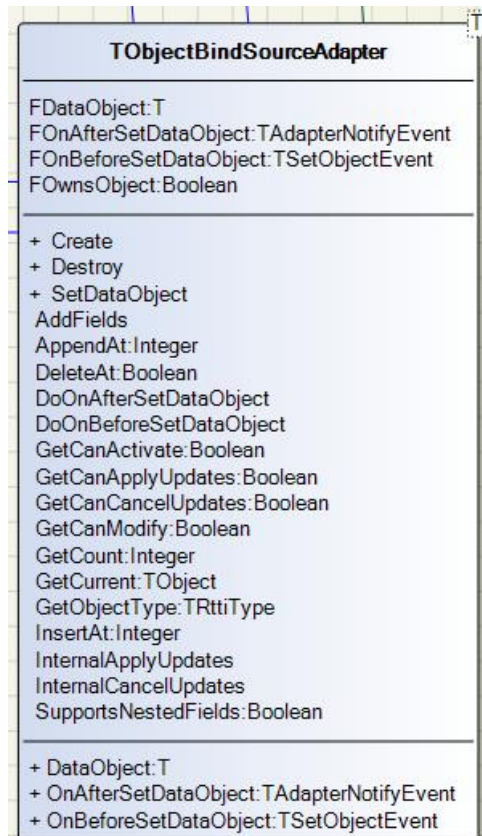 T
TObjectBindSourceAdapter
FDataObject:T
FOnAfterSetDataObject:TAdapterNotifyEvent
FOnBeforeSetDataObject:TSetObjectEvent
FOwnsObject:Boolean
+ Create
+ Destroy
+ SetDataObject
AddFields
AppendAt:Integer
DeleteAt:Boolean
DoOnAfterSetDataObject
DoOnBeforeSetDataObject
GetCanActivate:Boolean
GetCanApplyUpdates:Boolean
GetCanCancelUpdates:Boolean
GetCanModify:Boolean
GetCount:Integer
GetCurrent:TObject
GetObjectType:TRttiType
InsertAt:Integer
InternalApplyUpdates
InternalCancelUpdates
SupportsNestedFields:Boolean
+ DataObject:T
+ OnAfterSetDataObject:TAdapterNotifyEvent
+ OnBeforeSetDataObject:TSetObjectEvent